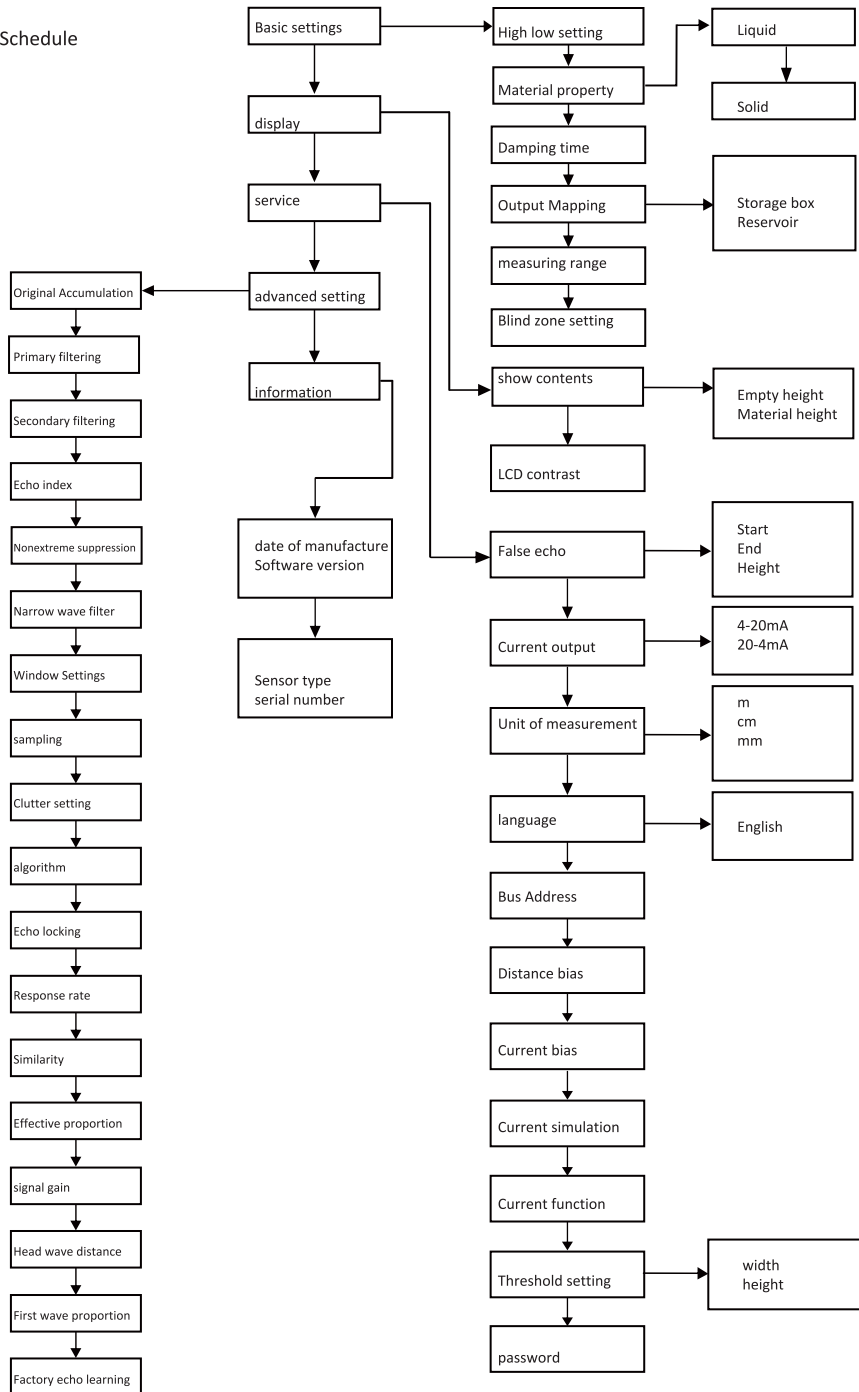 Schedule
Basic settings
display
service
advanced setting
information
date of manufacture
Software version
Sensor type
serial number
High low setting
Material property
Damping time
Output Mapping
measuring range
Blind zone setting
Liquid
Solid
Storage box
Reservoir
show contents
LCD contrast
Empty height
Material height
False echo
Current output
Unit of measurement
language
Bus Address
Distance bias
Current bias
Current simulation
Current function
Threshold setting
password
Start
End
Height
4-20mA
20-4mA
m
cm
mm
English
width
height
Original Accumulation
Primary filtering
Secondary filtering
Echo index
Nonextreme suppression
Narrow wave filter
Window Settings
sampling
Clutter setting
algorithm
Echo locking
Response rate
Similarity
Effective proportion
signal gain
Head wave distance
First wave proportion
Factory echo learning